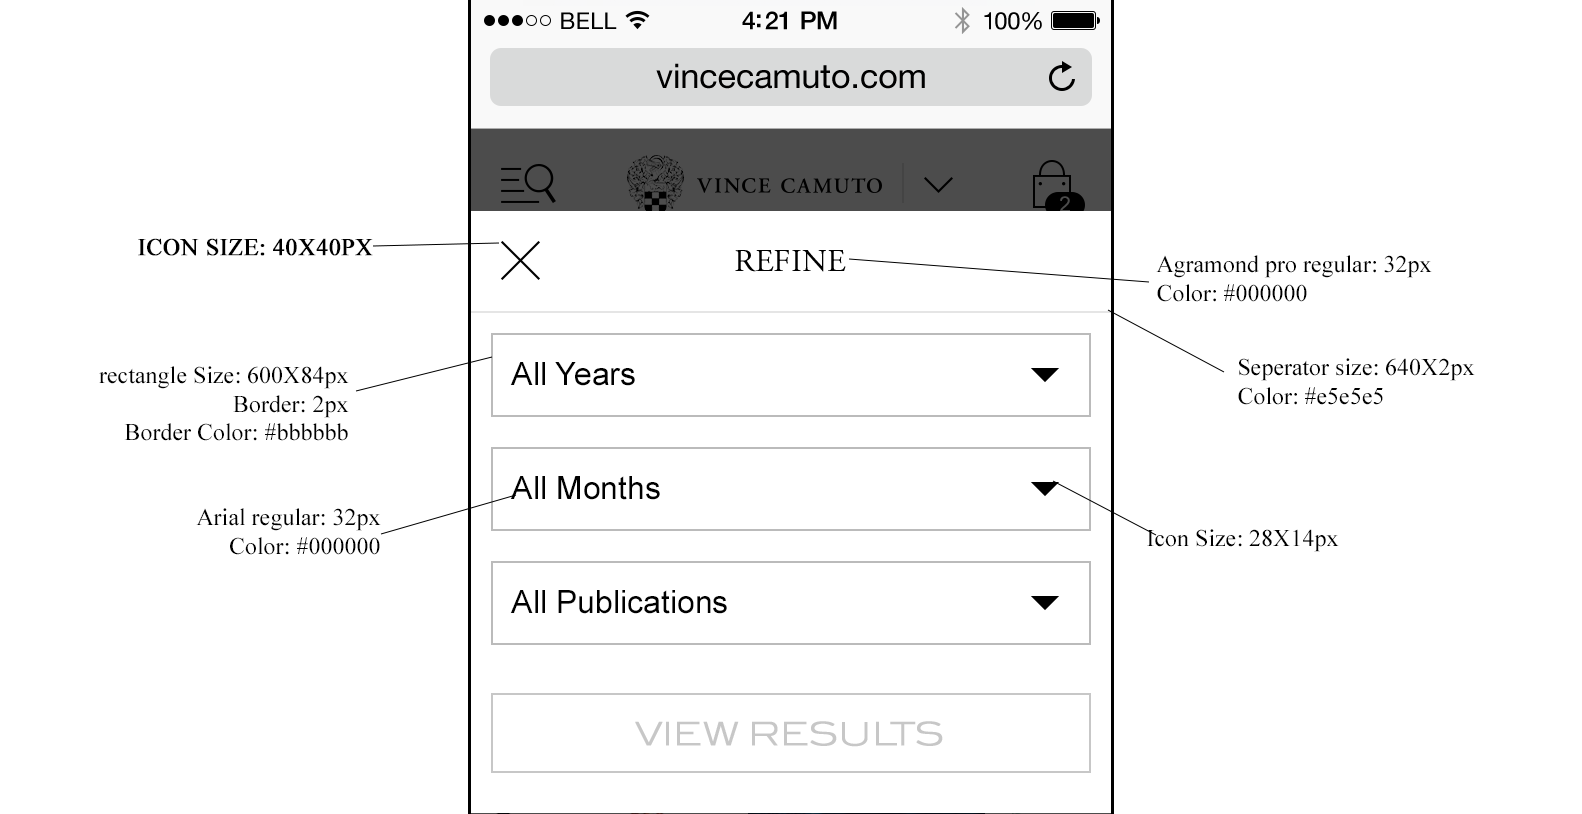 BELL
4:21 PM
100%
vincecamuto.com
VINCE CAMUTO
2
ICON SIZE: 40X40PX
REFINE
Agramond pro regular: 32px
Color: #000000
rectangle Size: 600X84px
Border: 2px
Border Color: #bbbbbb
All Years
Seperator size: 640X2px
Color: #e5e5e5
All Months
Arial regular: 32px
Color: #000000
Icon Size: 28X14px
All Publications
VIEW RESULTS